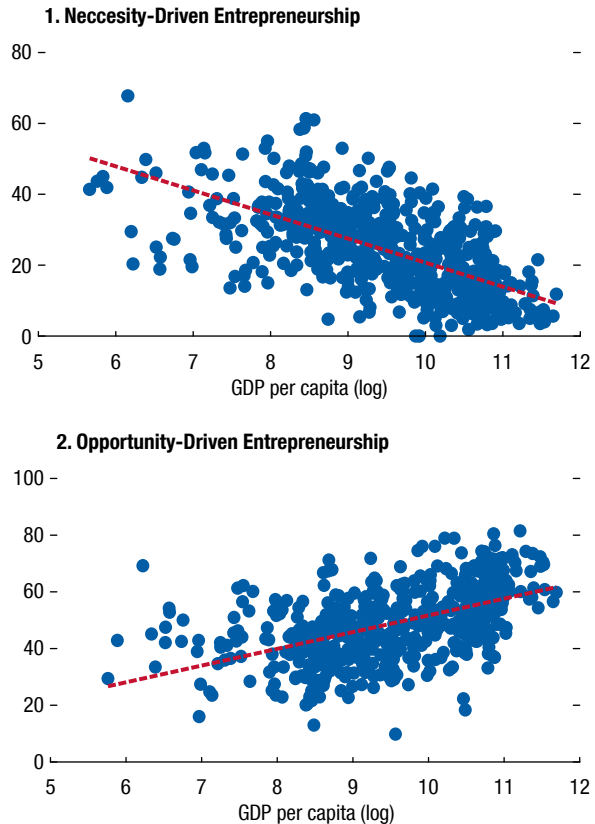 1. Neccesity-Driven Entrepreneurship
80
60
40
20
0
5 6 7 8 9 10 11 12
GDP per capita (log)
2. Opportunity-Driven Entrepreneurship
100
80
60
40
20
0
5 6 7 8 9 10 11 12
GDP per capita (log)